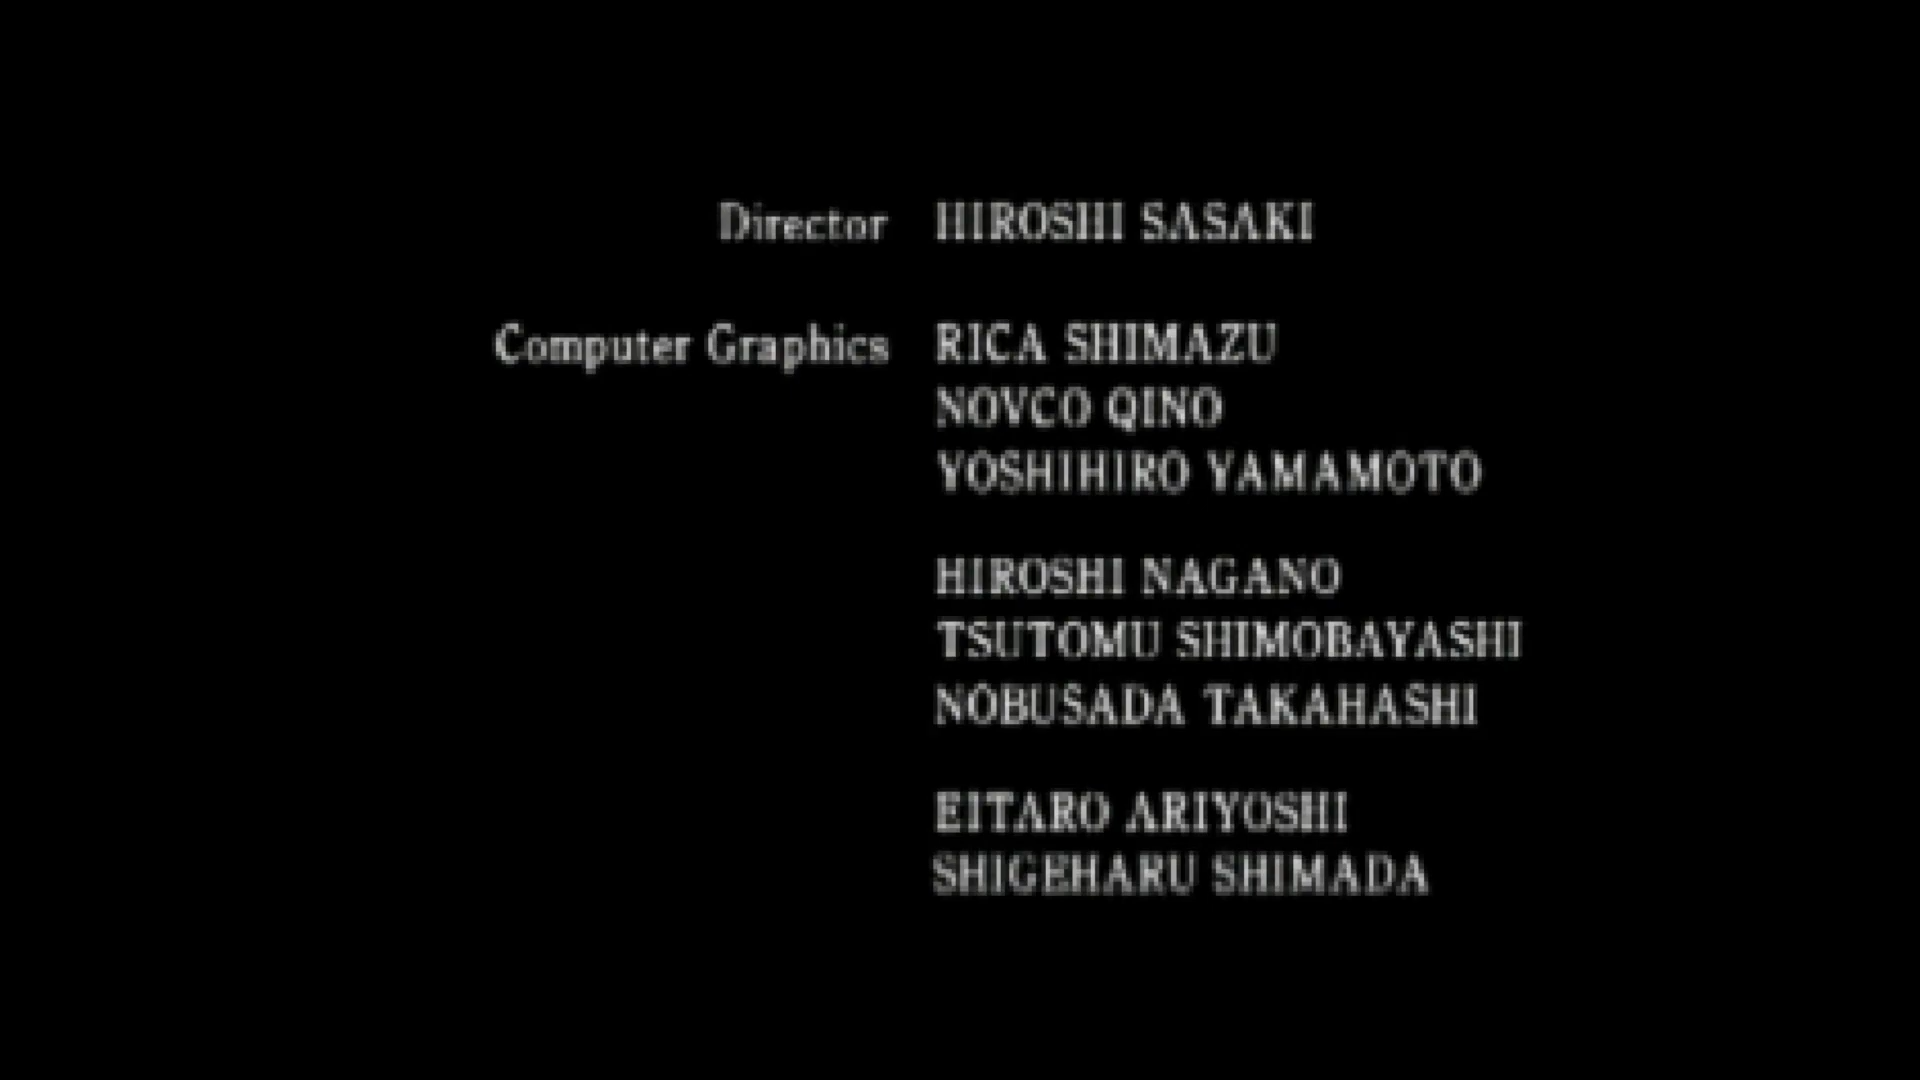 Director HIROSHI SASAKI
Computer Graphics RICA SHIMAZU
NOVCO QINO
YOSHIHIRO YAMAMOTO
HIROSHI NAGANO
TSUTOMU SHIMOBAYASHI
NOBUSADA TAKAHASHI
EITARO ARIYOSHI
SHIGEHARU SHIMADA